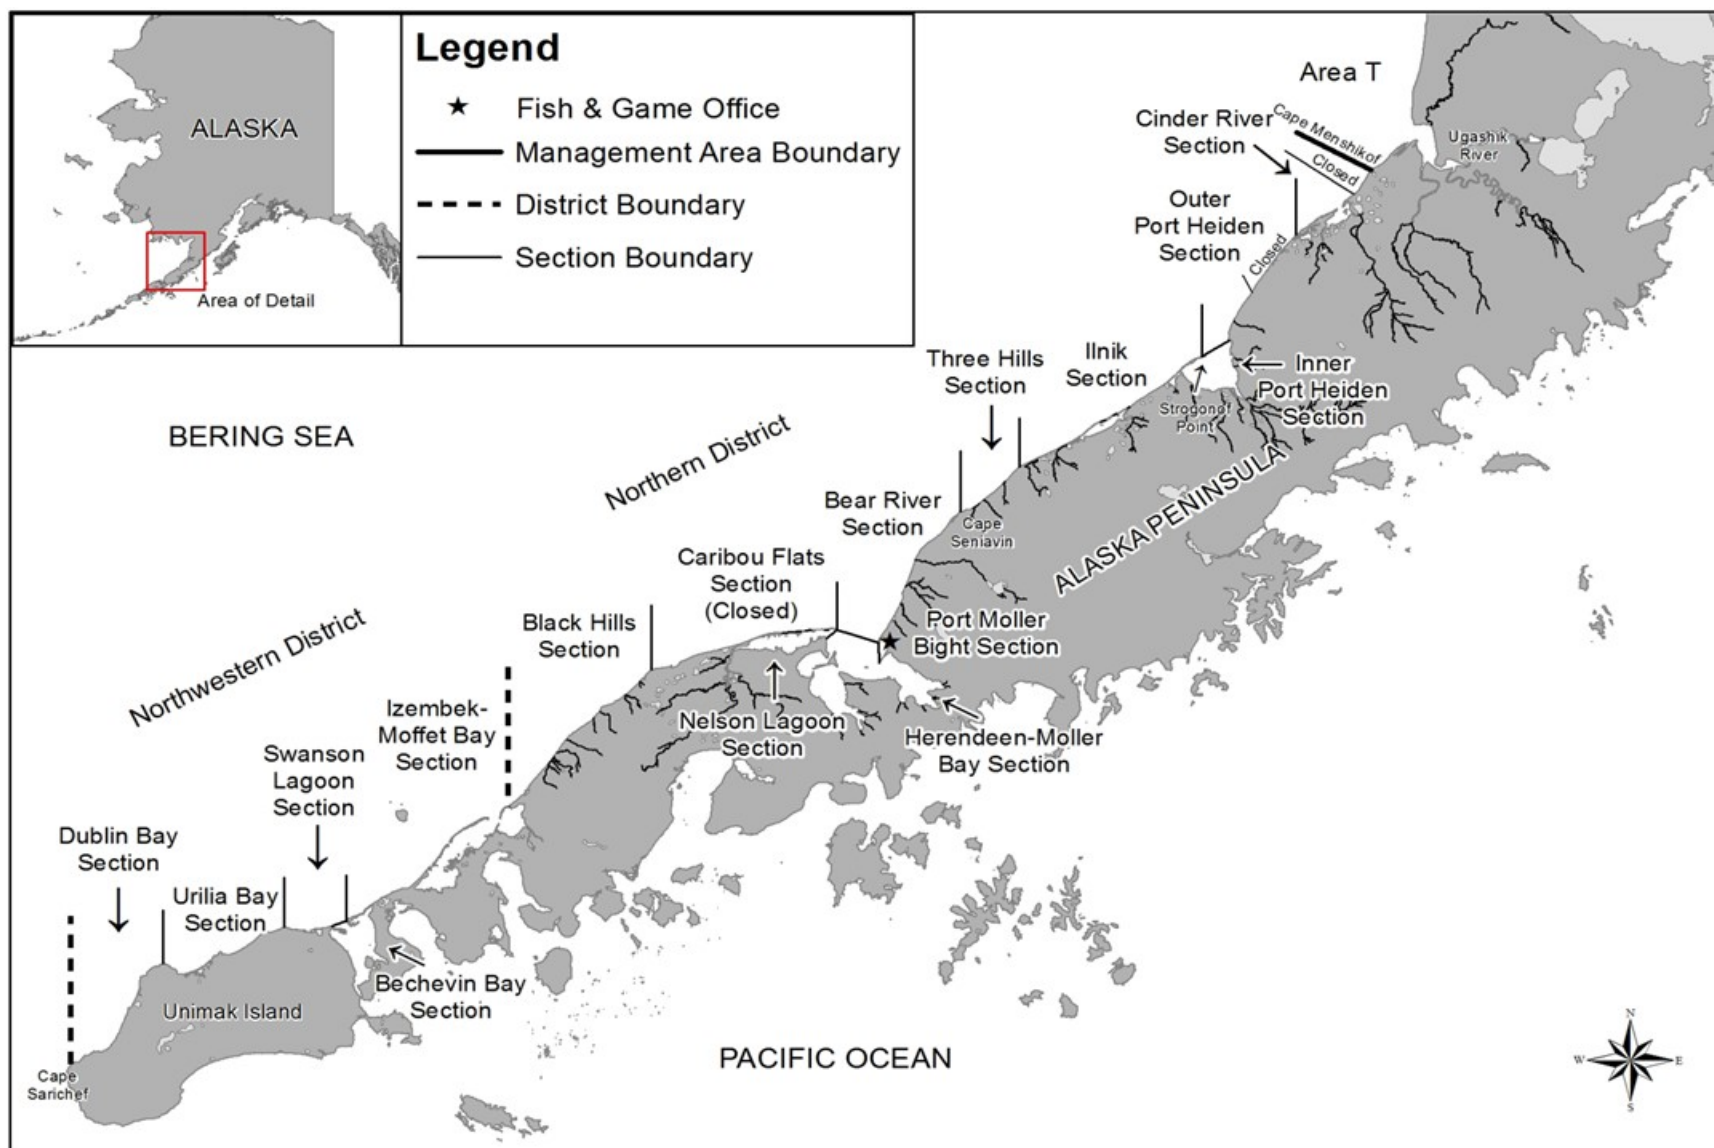 Legend
Fish & Game Office
Management Area Boundary
District Boundary
Section Boundary
ALASKA
Area of Detail
Area T
Cape Menshikof
Closed
Cinder River
Section
Ugashik
River
Outer
Port Heiden
Section
Closed
Three Hills
Section
Ilnik
Section
Inner
Port Heiden
Section
Strogonof
Point
BERING SEA
Northern District
Bear River
Section
Cape
Seniavin
ALASKA PENINSULA
Caribou Flats
Section
(Closed)
Black Hills
Section
Port Moller
Bight Section
Northwestern District
Izembek-
Moffet Bay
Section
Nelson Lagoon
Section
Herendeen-Moller
Bay Section
Swanson
Lagoon
Section
Dublin Bay
Section
Urilia Bay
Section
Bechevin Bay
Section
Unimak Island
Cape
Sarichef
PACIFIC OCEAN
N
W
E
S